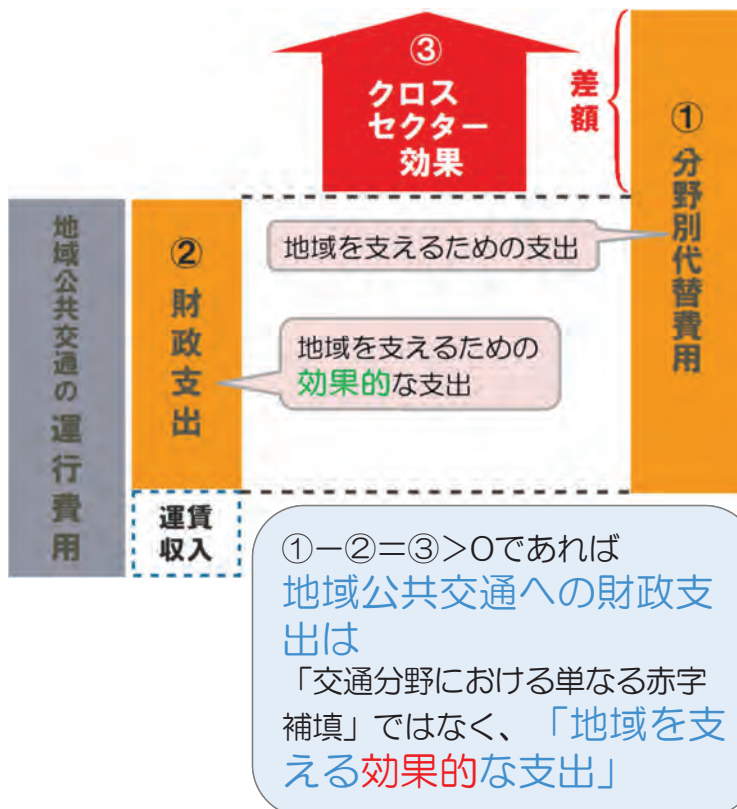 ③
クロス
セクター
効果
差額
① 分野別代替費用
地域公共交通の運行費用
② 財政支出
地域を支えるための支出
地域を支えるための
効果的な支出
運賃
収入
①−②=③>0であれば
地域公共交通への財政支
出は
「交通分野における単なる赤字
補填」ではなく、「地域を支
える効果的な支出」